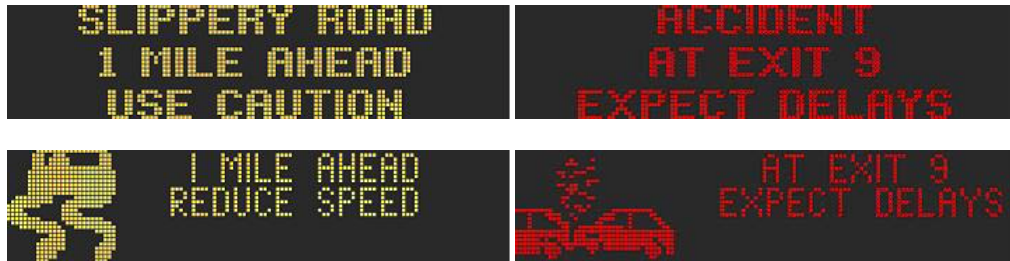 SLIPPERY ROAD
1 MILE AHEAD
USE CAUTION
ACCIDENT
AT EXIT 9
EXPECT DELAYS
1 MILE AHEAD
REDUCE SPEED
AT EXIT 9
EXPECT DELAYS